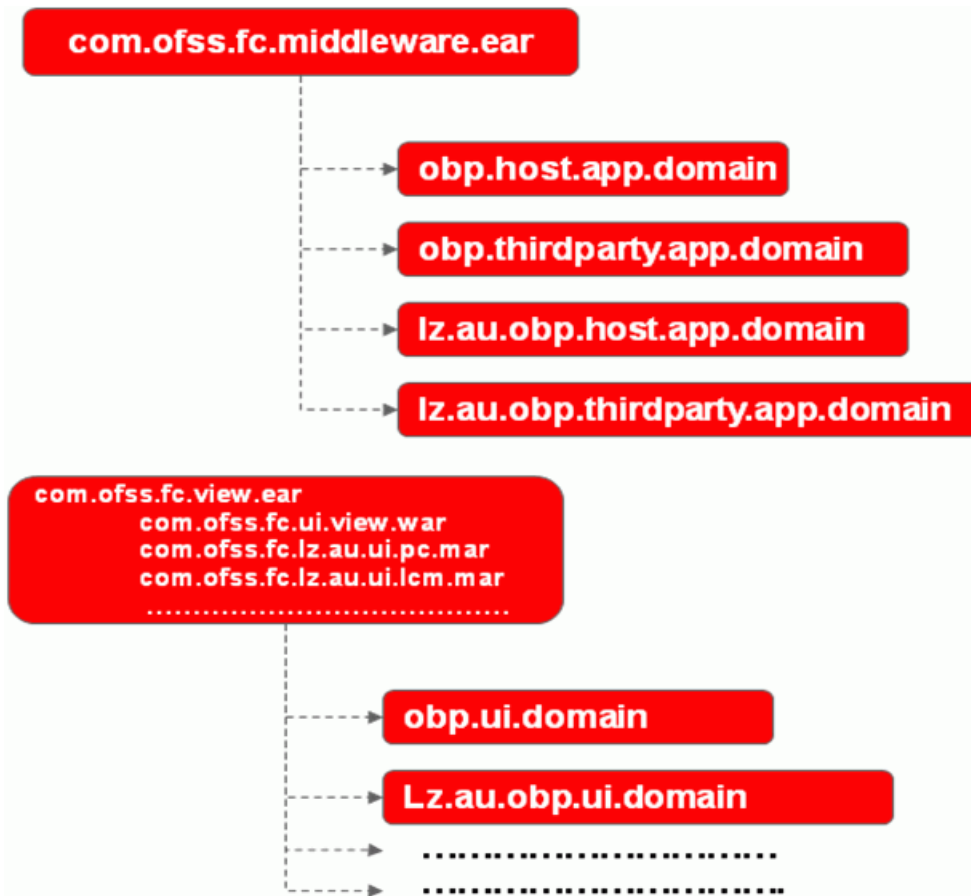 com.ofss.fc.middleware.ear
obp.host.app.domain
obp.thirdparty.app.domain
lz.au.obp.host.app.domain
lz.au.obp.thirdparty.app.domain
com.ofss.fc.view.ear
com.ofss.fc.ui.view.war
com.ofss.fc.lz.au.ui.pc.mar
com.ofss.fc.lz.au.ui.lcm.mar
.......................................
obp.ui.domain
Lz.au.obp.ui.domain
.................................
.................................